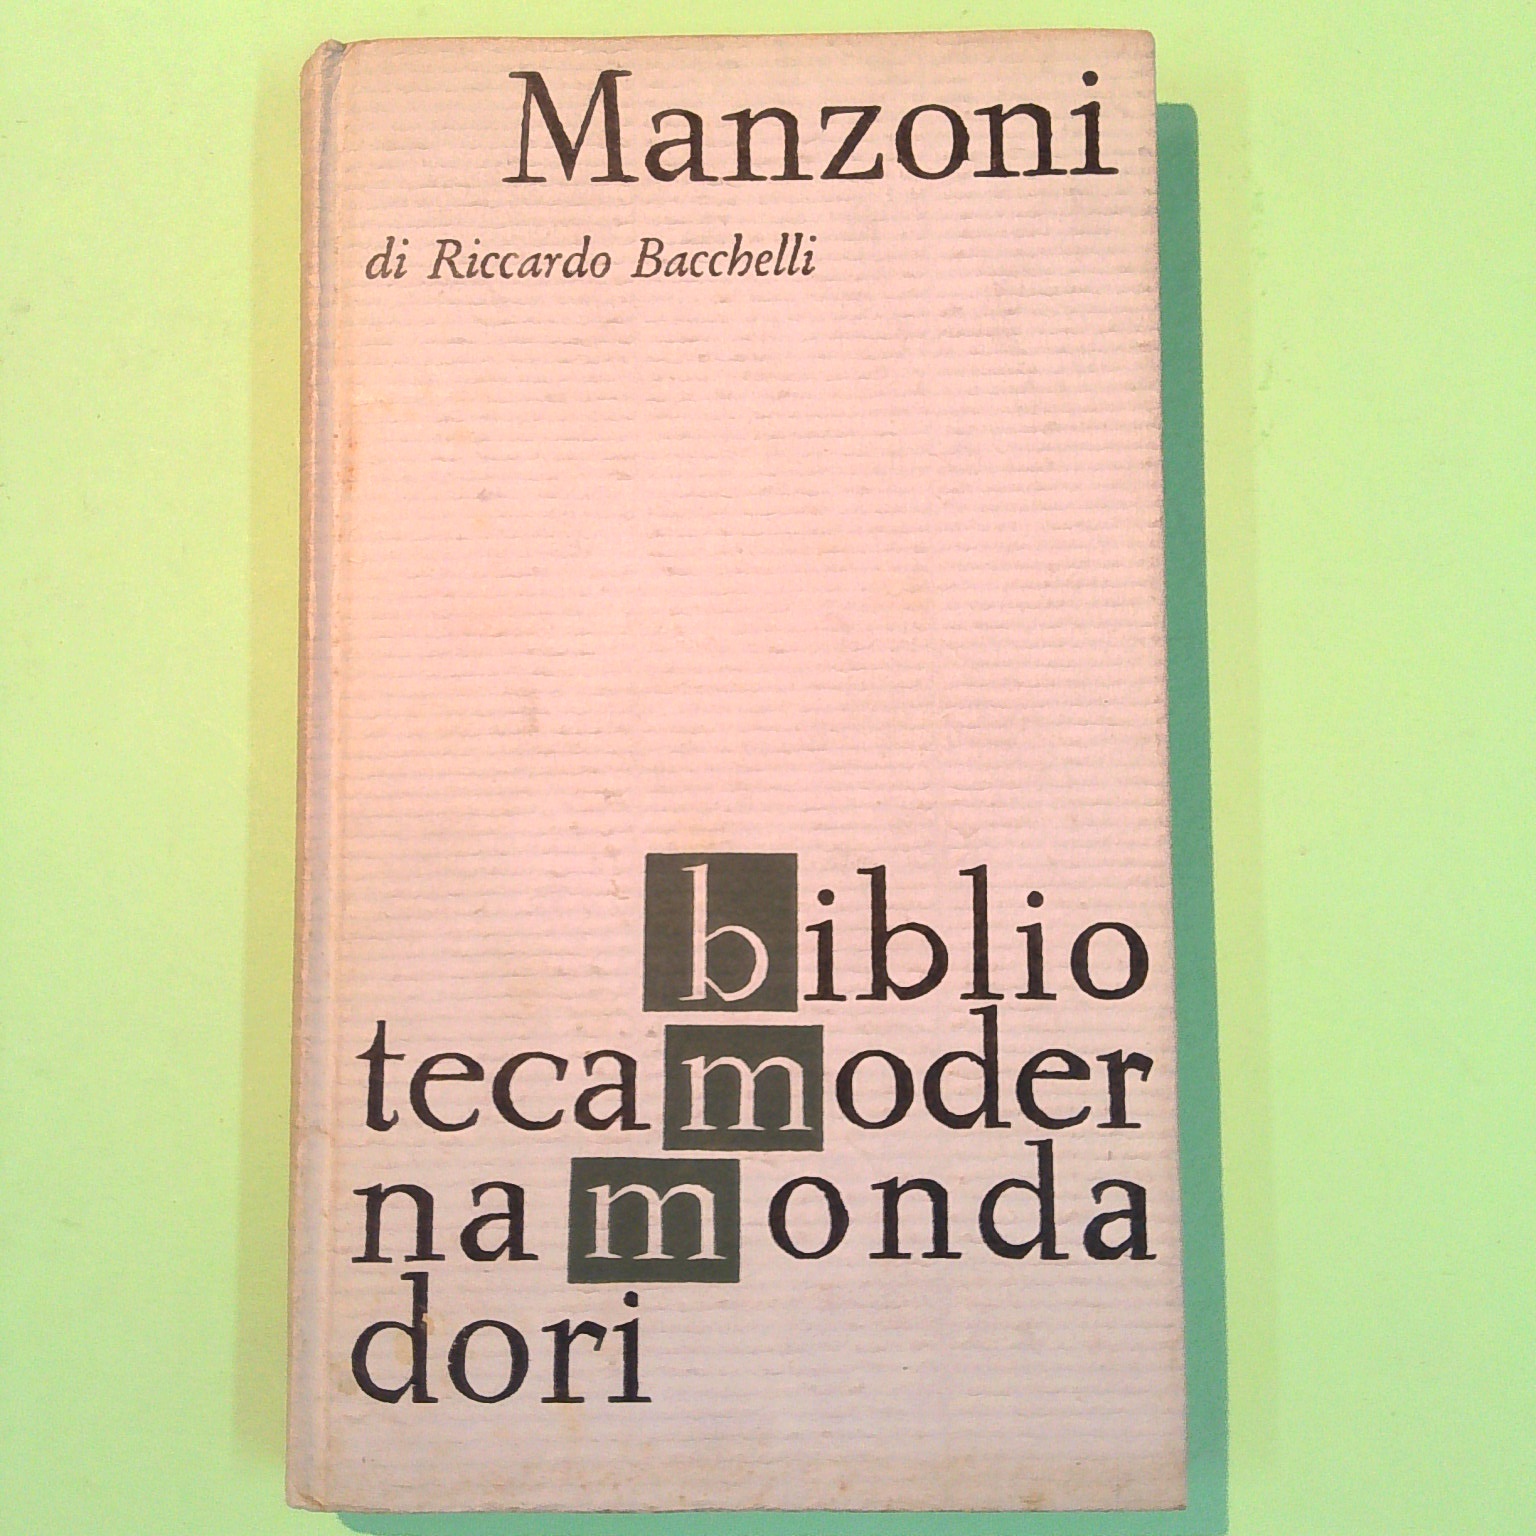 Manzoni
di Riccardo Bacchelli
biblio
tecamoder
namonda
dori